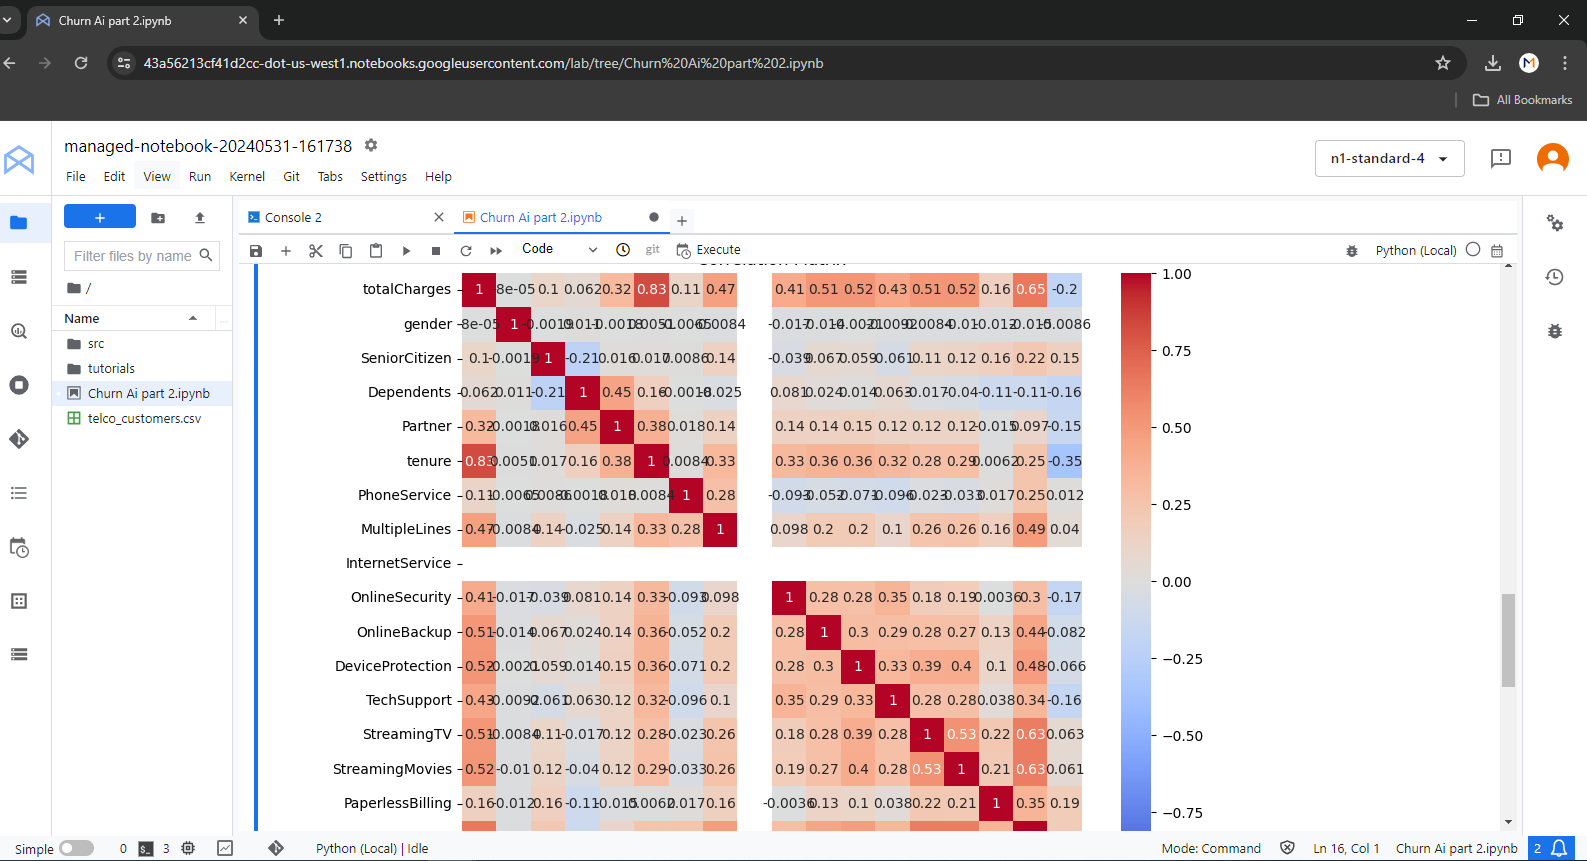 Churn Ai part 2.ipynb
43a56213cf41d2cc-dot-us-west1.notebooks.googleusercontent.com/lab/tree/Churn%20Ai%20part%202.ipynb
All Bookmarks
managed-notebook-20240531-161738
n1-standard-4
File Edit View Run Kernel Git Tabs Settings Help
Console 2
Churn Ai part 2.ipynb
Filter files by name
Code
git
Execute
Python (Local)
/
Name
src
tutorials
Churn Ai part 2.ipynb
telco_customers.csv
Correlation Matrix
totalCharges 1 -8e-05 0.1 0.062 0.32 0.83 0.11 0.47 0.41 0.51 0.52 0.43 0.51 0.52 0.16 0.65 -0.2
gender 8e-05 1 -0.0019 0.011 -0.0018 0.0051 -0.0065 0.0084 -0.017 -0.014 -0.0021 0.0092 0.0084 -0.01 -0.012 -0.015 0.0086
SeniorCitizen 0.1 -0.0019 1 -0.21 0.016 0.017 0.0086 0.14 -0.039 0.067 0.059 -0.061 0.11 0.12 0.16 0.22 0.15
Dependents 0.062 0.011 -0.21 1 0.45 0.16 -0.0018 -0.025 0.081 0.024 0.014 0.063 -0.017 -0.04 -0.11 -0.11 -0.16
Partner 0.32 -0.0018 0.016 0.45 1 0.38 0.018 0.14 0.14 0.14 0.15 0.12 0.12 0.12 -0.015 0.097 -0.15
tenure 0.83 0.0051 0.017 0.16 0.38 1 0.0084 0.33 0.33 0.36 0.36 0.32 0.28 0.29 0.0062 0.25 -0.35
PhoneService 0.11 -0.0065 0.0086 -0.0018 0.018 0.0084 1 0.28 -0.093 -0.052 -0.071 -0.096 -0.023 -0.033 0.017 0.25 0.012
MultipleLines 0.47 -0.0084 0.14 -0.025 0.14 0.33 0.28 1 0.098 0.2 0.2 0.1 0.26 0.26 0.16 0.49 0.04
InternetService
OnlineSecurity 0.41 -0.017 -0.039 0.081 0.14 0.33 -0.093 0.098 1 0.28 0.28 0.35 0.18 0.19 -0.0036 0.3 -0.17
OnlineBackup 0.51 -0.014 0.067 0.024 0.14 0.36 -0.052 0.2 0.28 1 0.3 0.29 0.28 0.27 0.13 0.44 -0.082
DeviceProtection 0.52 -0.0021 0.059 0.014 0.15 0.36 -0.071 0.2 0.28 0.3 1 0.33 0.39 0.4 0.1 0.48 -0.066
TechSupport 0.43 -0.0092 -0.061 0.063 0.12 0.32 -0.096 0.1 0.35 0.29 0.33 1 0.28 0.28 0.038 0.34 -0.16
StreamingTV 0.51 -0.0084 0.11 -0.017 0.12 0.28 -0.023 0.26 0.18 0.28 0.39 0.28 1 0.53 0.22 0.63 0.063
StreamingMovies 0.52 -0.01 0.12 -0.04 0.12 0.29 -0.033 0.26 0.19 0.27 0.4 0.28 0.53 1 0.21 0.63 0.061
PaperlessBilling 0.16 -0.012 0.16 -0.11 -0.015 0.0062 0.017 0.16 -0.0036 0.13 0.1 0.038 0.22 0.21 1 0.35 0.19
1.00
0.75
0.50
0.25
0.00
−0.25
−0.50
−0.75
Simple 0 3 Python (Local) | Idle Mode: Command Ln 16, Col 1 Churn Ai part 2.ipynb 2